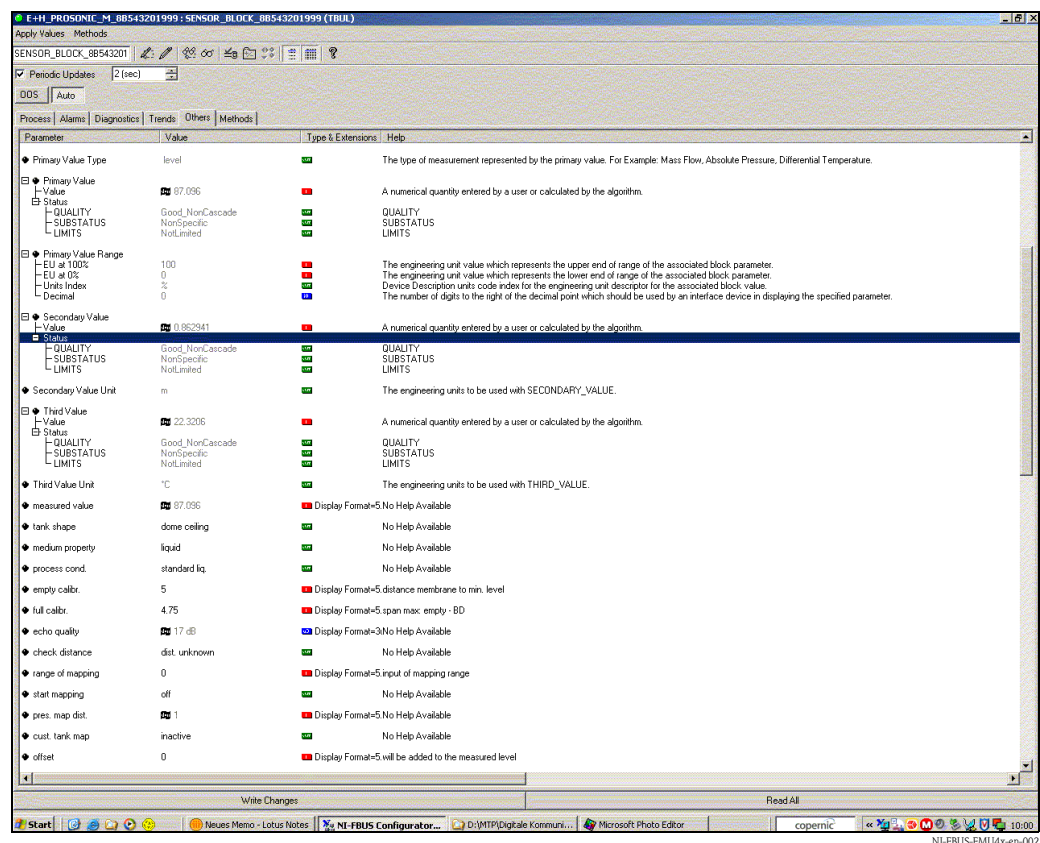 E+H_PROSONIC_M_8B543201999 : SENSOR_BLOCK_8B543201999 (TBUL)
Apply Values Methods
SENSOR_BLOCK_8B543201
Periodic Updates 2 (sec)
OOS Auto
Process Alarms Diagnostics Trends Others Methods
Parameter Value Type & Extensions Help
Primary Value Type level The type of measurement represented by the primary value. For Example: Mass Flow, Absolute Pressure, Differential Temperature.
Primary Value
Value 87.096 A numerical quantity entered by a user or calculated by the algorithm.
Status
QUALITY Good_NonCascade QUALITY
SUBSTATUS NonSpecific SUBSTATUS
LIMITS NotLimited LIMITS
Primary Value Range
EU at 100% 100 The engineering unit value which represents the upper end of range of the associated block parameter.
EU at 0% 0 The engineering unit value which represents the lower end of range of the associated block parameter.
Units Index % Device Description units code index for the engineering unit descriptor for the associated block value.
Decimal 0 The number of digits to the right of the decimal point which should be used by an interface device in displaying the specified parameter.
Secondary Value
Value 0.862941 A numerical quantity entered by a user or calculated by the algorithm.
Status
QUALITY Good_NonCascade QUALITY
SUBSTATUS NonSpecific SUBSTATUS
LIMITS NotLimited LIMITS
Secondary Value Unit m The engineering units to be used with SECONDARY_VALUE.
Third Value
Value 22.3206 A numerical quantity entered by a user or calculated by the algorithm.
Status
QUALITY Good_NonCascade QUALITY
SUBSTATUS NonSpecific SUBSTATUS
LIMITS NotLimited LIMITS
Third Value Unit °C The engineering units to be used with THIRD_VALUE.
measured value 87.096 Display Format=5. No Help Available
tank shape dome ceiling No Help Available
medium property liquid No Help Available
process cond. standard liq. No Help Available
empty calibr. 5 Display Format=5. distance membrane to min. level
full calibr. 4.75 Display Format=5. span max: empty - BD
echo quality 17 dB Display Format=3 No Help Available
check distance dist. unknown No Help Available
range of mapping 0 Display Format=5. input of mapping range
start mapping off No Help Available
pres. map dist. 1 Display Format=5. No Help Available
cust. tank map inactive No Help Available
offset 0 Display Format=5. will be added to the measured level
Write Changes Read All
Start Neues Memo - Lotus Notes NI-FBUS Configurator... D:\MTP\Digitale Kommuni... Microsoft Photo Editor copernic 10:00
NI-FBUS-FMU4x-en-002